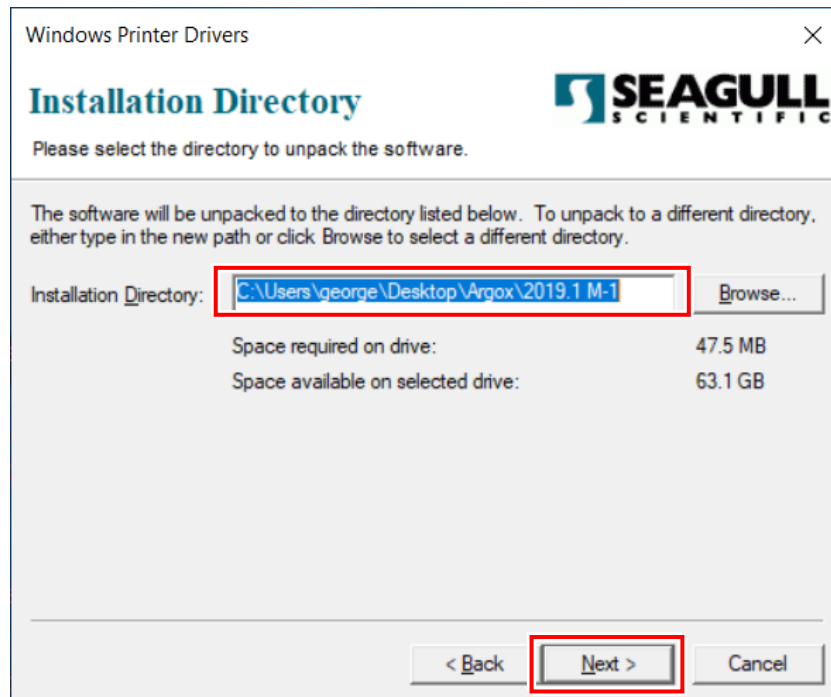 Windows Printer Drivers
Installation Directory
SEAGULL
SCIENTIFIC
Please select the directory to unpack the software.
The software will be unpacked to the directory listed below.  To unpack to a different directory,
either type in the new path or click Browse to select a different directory.
Installation Directory: C:\Users\george\Desktop\Argox\2019.1 M-1 Browse...
Space required on drive: 47.5 MB
Space available on selected drive: 63.1 GB
< Back Next > Cancel